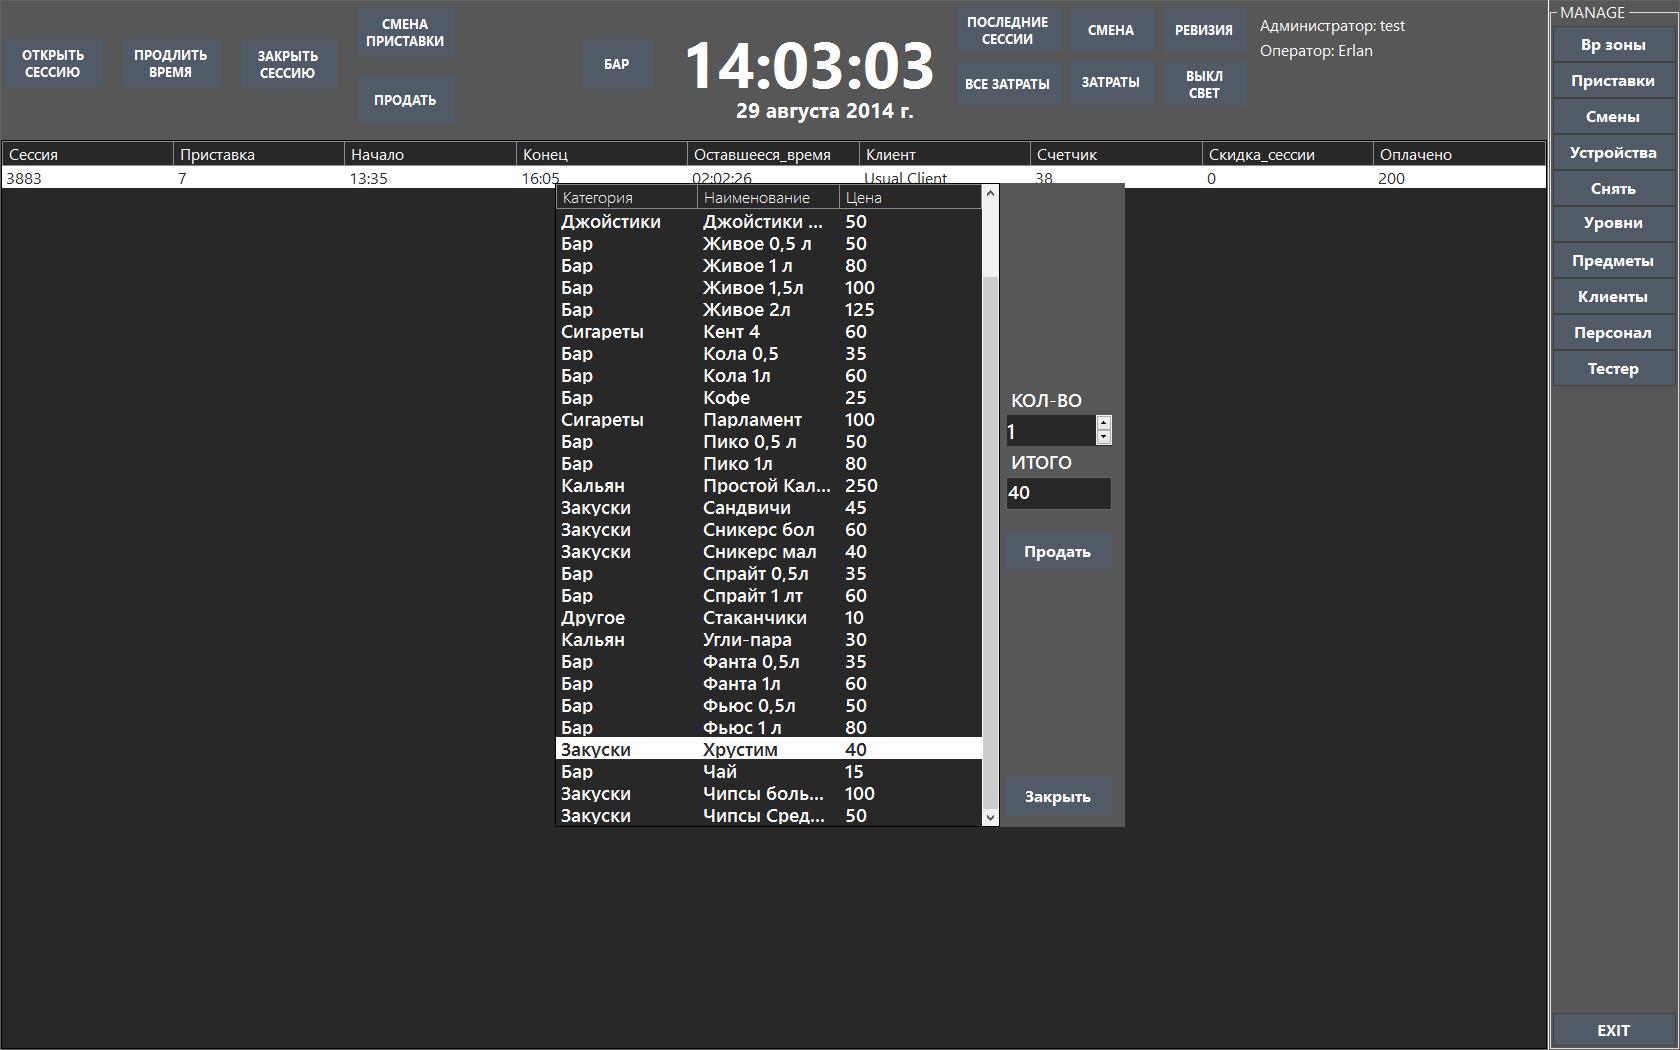 ОТКРЫТЬ
СЕССИЮ
ПРОДЛИТЬ
ВРЕМЯ
ЗАКРЫТЬ
СЕССИЮ
СМЕНА
ПРИСТАВКИ
ПРОДАТЬ
БАР
14:03:03
29 августа 2014 г.
ПОСЛЕДНИЕ
СЕССИИ
СМЕНА
РЕВИЗИЯ
ВСЕ ЗАТРАТЫ
ЗАТРАТЫ
ВЫКЛ
СВЕТ
Администратор: test
Оператор: Erlan
MANAGE
Вр зоны
Приставки
Смены
Устройства
Снять
Уровни
Предметы
Клиенты
Персонал
Тестер
EXIT
Сессия Приставка Начало Конец Оставшееся_время Клиент Счетчик Скидка_сессии Оплачено
3883 7 13:35 16:05 02:02:26 Usual Client 38 0 200
Категория Наименование Цена
Джойстики Джойстики ... 50
Бар Живое 0,5 л 50
Бар Живое 1 л 80
Бар Живое 1,5л 100
Бар Живое 2л 125
Сигареты Кент 4 60
Бар Кола 0,5 35
Бар Кола 1л 60
Бар Кофе 25
Сигареты Парламент 100
Бар Пико 0,5 л 50
Бар Пико 1л 80
Кальян Простой Кал... 250
Закуски Сандвичи 45
Закуски Сникерс бол 60
Закуски Сникерс мал 40
Бар Спрайт 0,5л 35
Бар Спрайт 1 лт 60
Другое Стаканчики 10
Кальян Угли-пара 30
Бар Фанта 0,5л 35
Бар Фанта 1л 60
Бар Фьюс 0,5л 50
Бар Фьюс 1 л 80
Закуски Хрустим 40
Бар Чай 15
Закуски Чипсы боль... 100
Закуски Чипсы Сред... 50
КОЛ-ВО
1
ИТОГО
40
Продать
Закрыть